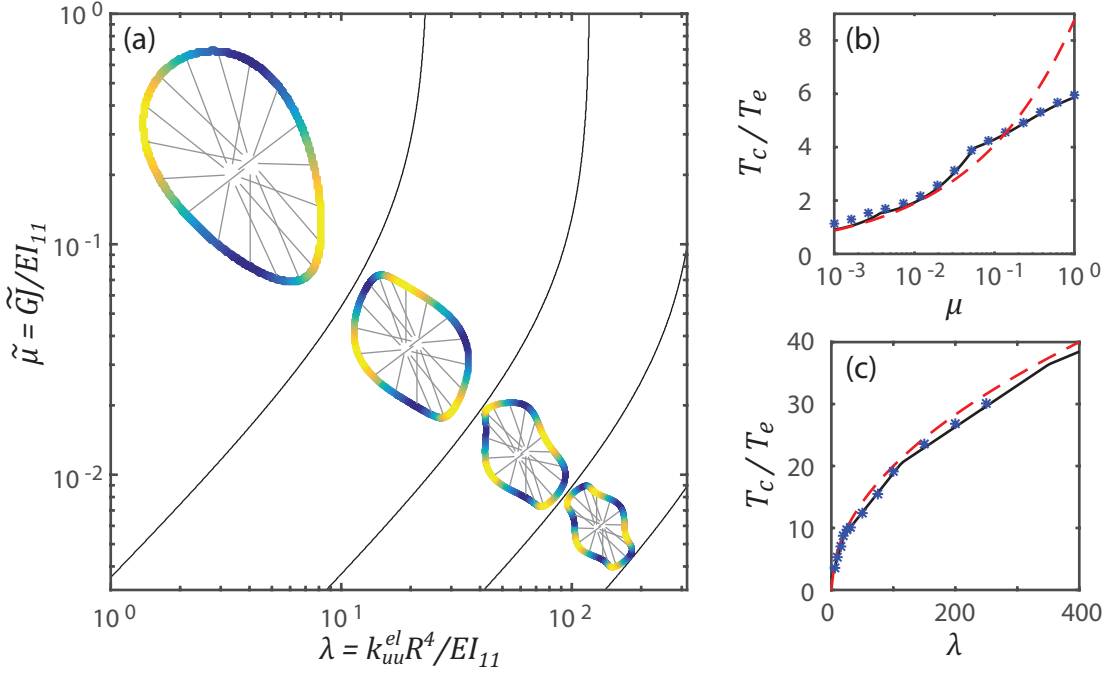 (a)
10^0
10^-1
10^-2
μ̃ = G̃J/EI_11
10^0
10^1
10^2
λ = k_uu^el R^4/EI_11
(b)
8
6
4
2
0
T_c / T_e
10^-3
10^-2
10^-1
10^0
μ
(c)
40
30
20
10
0
T_c / T_e
0
200
400
λ